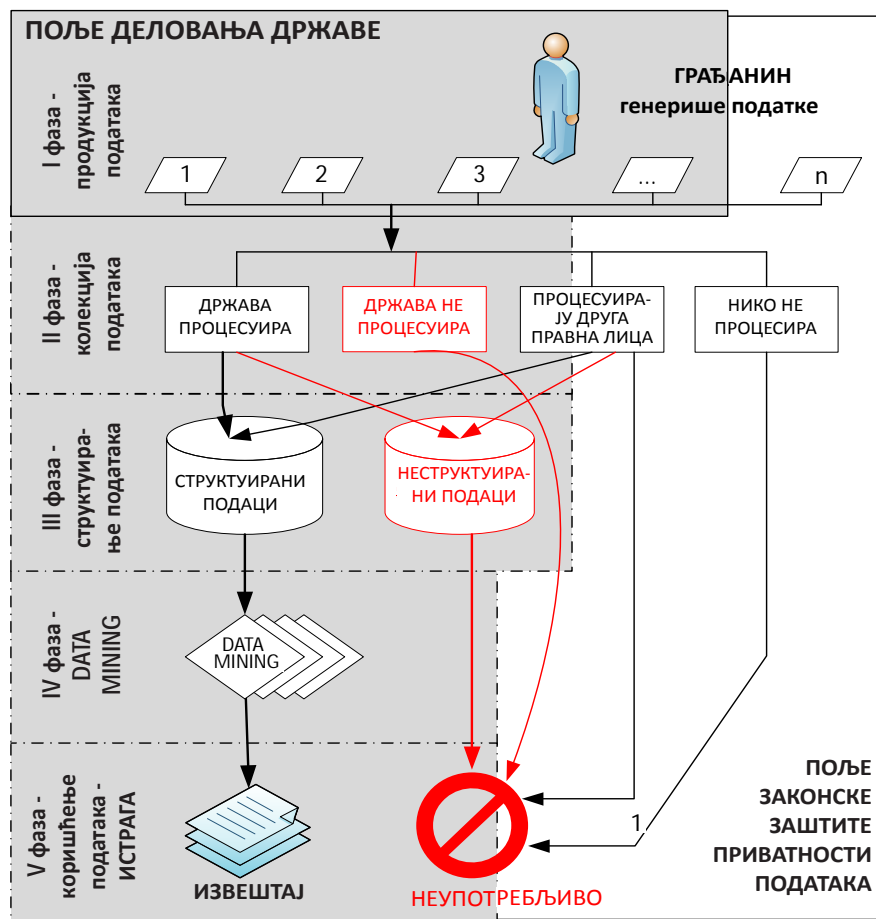 ПОЉЕ ДЕЛОВАЊА ДРЖАВЕ
ГРАЂАНИН
генерише податке
I фаза -
продукција
података
1
2
3
...
n
II фаза -
колекција
података
ДРЖАВА
ПРОЦЕСУИРА
ДРЖАВА НЕ
ПРОЦЕСУИРА
ПРОЦЕСУИРА-
ЈУ ДРУГА
ПРАВНА ЛИЦА
НИКО НЕ
ПРОЦЕСИРА
III фаза -
структуира-
ње података
СТРУКТУИРАНИ
ПОДАЦИ
НЕСТРУКТУИРА-
НИ ПОДАЦИ
IV фаза -
DATA
MINING
DATA
MINING
V фаза -
коришћење
података -
ИСТРАГА
ИЗВЕШТАЈ
НЕУПОТРЕБЉИВО
1
ПОЉЕ
ЗАКОНСКЕ
ЗАШТИТЕ
ПРИВАТНОСТИ
ПОДАТАКА